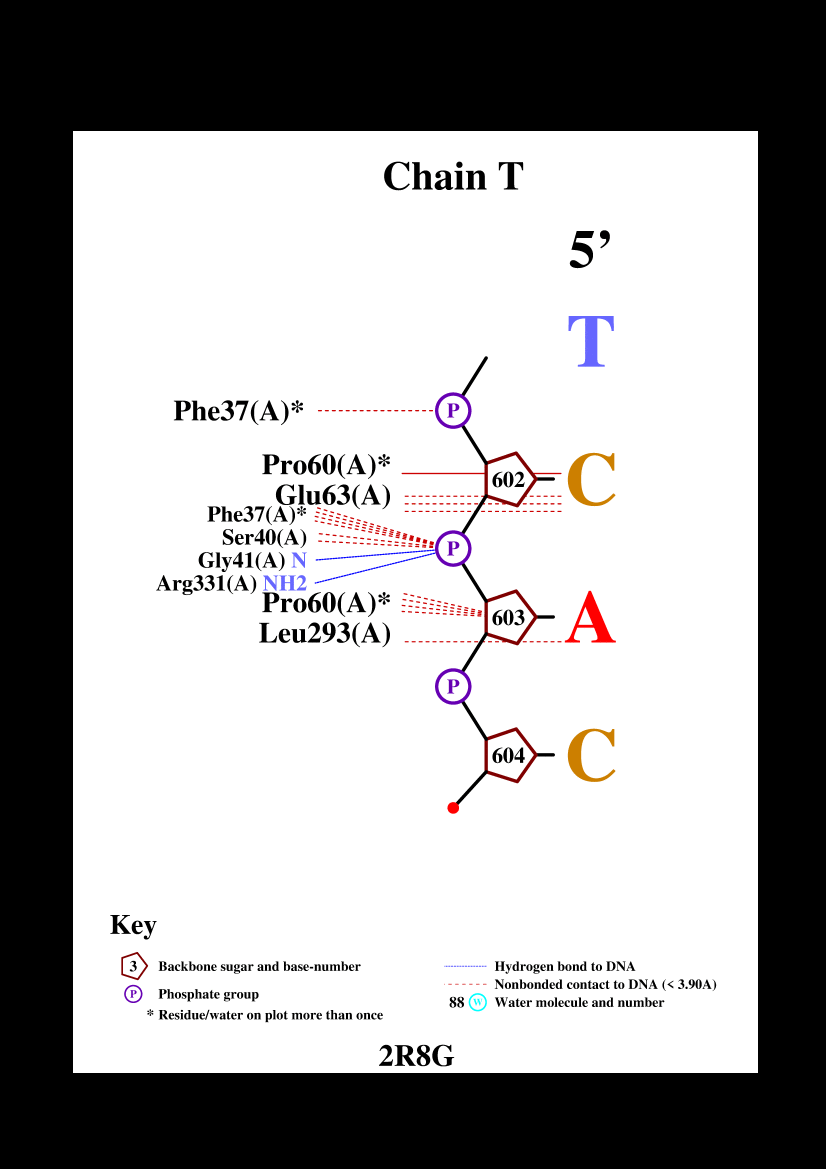 Chain T
5’
T
Phe37(A)* P
Pro60(A)* 602 C
Glu63(A)
Phe37(A)*
Ser40(A) P
Gly41(A) N
Arg331(A) NH2
Pro60(A)* 603 A
Leu293(A)
P
604 C
Key
3 Backbone sugar and base-number
P Phosphate group
* Residue/water on plot more than once
Hydrogen bond to DNA
Nonbonded contact to DNA (< 3.90A)
88 W Water molecule and number
2R8G